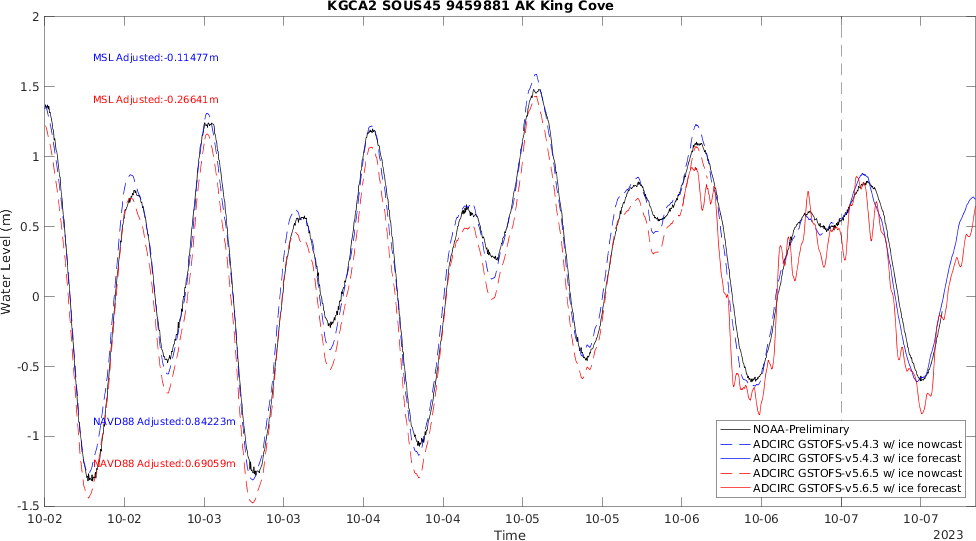 KGCA2 SOUS45 9459881 AK King Cove
2
1.5
1
0.5
0
-0.5
-1
-1.5
Water Level (m)
MSL Adjusted:-0.11477m
MSL Adjusted:-0.26641m
NAVD88 Adjusted:0.84223m
NAVD88 Adjusted:0.69059m
NOAA-Preliminary
ADCIRC GSTOFS-v5.4.3 w/ ice nowcast
ADCIRC GSTOFS-v5.4.3 w/ ice forecast
ADCIRC GSTOFS-v5.6.5 w/ ice nowcast
ADCIRC GSTOFS-v5.6.5 w/ ice forecast
10-02 10-02 10-03 10-03 10-04 10-04 10-05 10-05 10-06 10-06 10-07 10-07
Time
2023